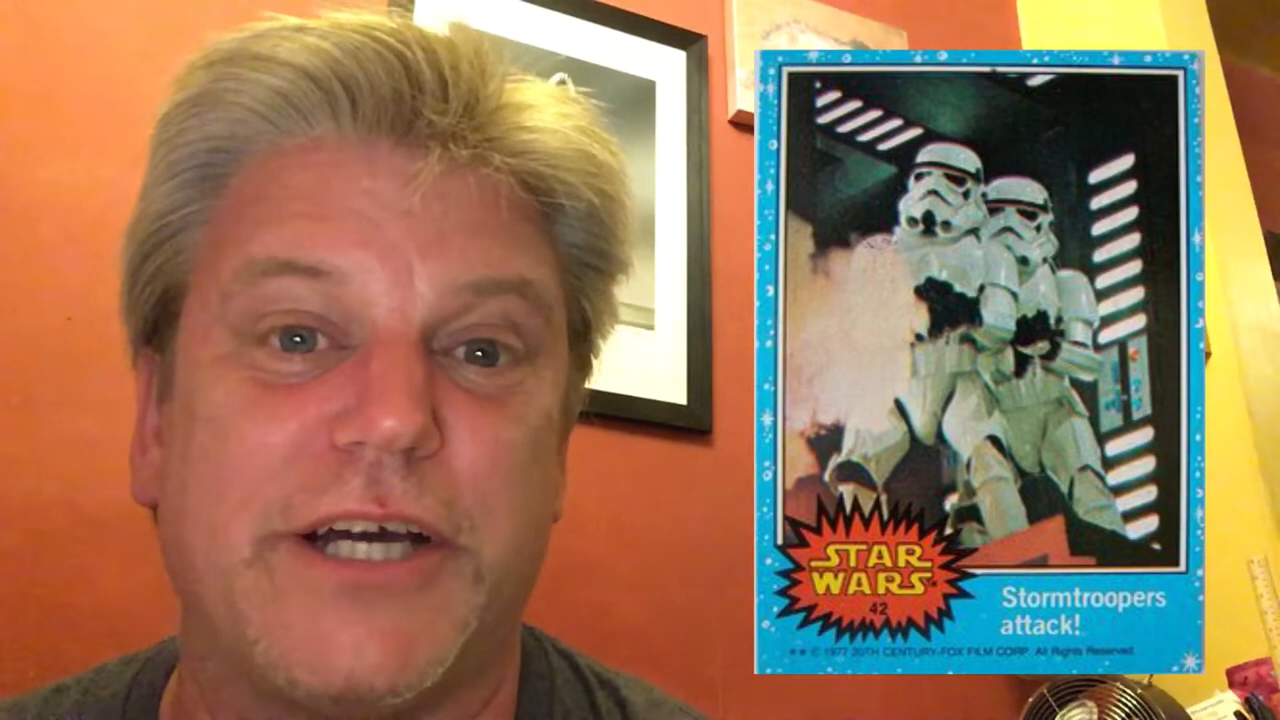 STAR
WARS
42
Stormtroopers
attack!
** © 1977 20TH CENTURY-FOX FILM CORP. All Rights Reserved.